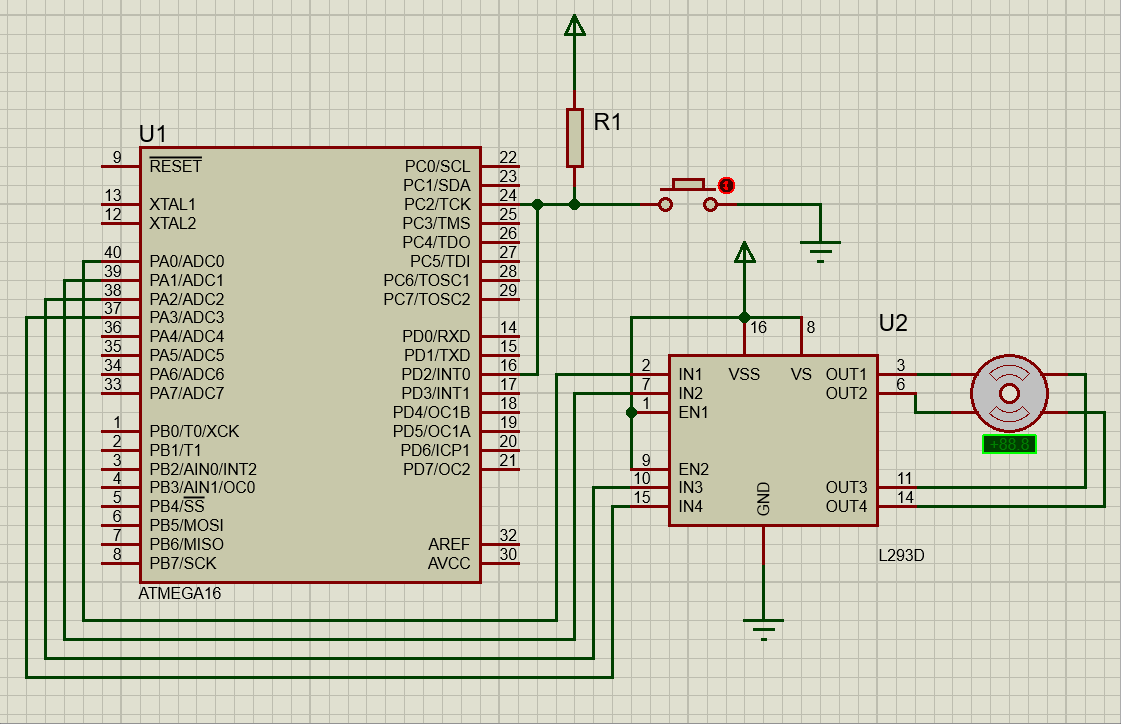 U1
9 RESET
13 XTAL1
12 XTAL2
40 PA0/ADC0
39 PA1/ADC1
38 PA2/ADC2
37 PA3/ADC3
36 PA4/ADC4
35 PA5/ADC5
34 PA6/ADC6
33 PA7/ADC7
1 PB0/T0/XCK
2 PB1/T1
3 PB2/AIN0/INT2
4 PB3/AIN1/OC0
5 PB4/SS
6 PB5/MOSI
7 PB6/MISO
8 PB7/SCK
PC0/SCL 22
PC1/SDA 23
PC2/TCK 24
PC3/TMS 25
PC4/TDO 26
PC5/TDI 27
PC6/TOSC1 28
PC7/TOSC2 29
PD0/RXD 14
PD1/TXD 15
PD2/INT0 16
PD3/INT1 17
PD4/OC1B 18
PD5/OC1A 19
PD6/ICP1 20
PD7/OC2 21
AREF 32
AVCC 30
ATMEGA16
R1
U2
16 8
VSS VS
2 IN1
7 IN2
1 EN1
9 EN2
10 IN3
15 IN4
GND
OUT1 3
OUT2 6
OUT3 11
OUT4 14
L293D
+88.8